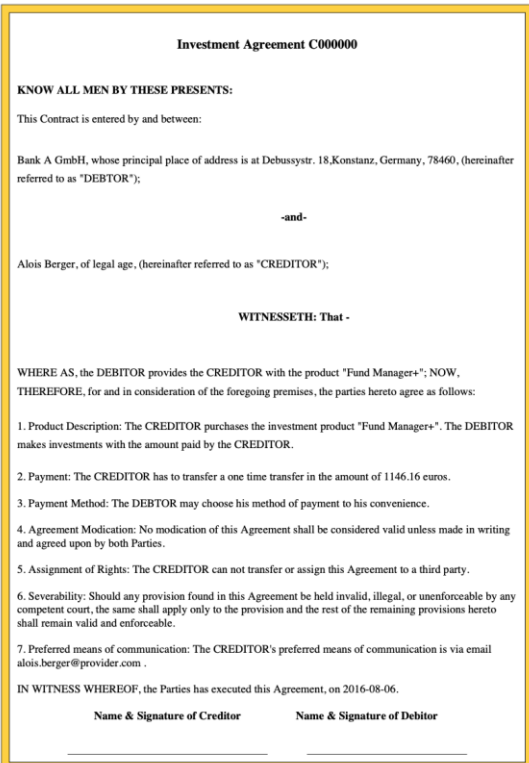 Investment Agreement C000000
KNOW ALL MEN BY THESE PRESENTS:
This Contract is entered by and between:
Bank A GmbH, whose principal place of address is at Debussystr. 18,Konstanz, Germany, 78460, (hereinafter
referred to as "DEBTOR");
-and-
Alois Berger, of legal age, (hereinafter referred to as "CREDITOR");
WITNESSETH: That -
WHERE AS, the DEBITOR provides the CREDITOR with the product "Fund Manager+"; NOW,
THEREFORE, for and in consideration of the foregoing premises, the parties hereto agree as follows:
1. Product Description: The CREDITOR purchases the investment product "Fund Manager+". The DEBITOR
makes investments with the amount paid by the CREDITOR.
2. Payment: The CREDITOR has to transfer a one time transfer in the amount of 1146.16 euros.
3. Payment Method: The DEBTOR may choose his method of payment to his convenience.
4. Agreement Modication: No modication of this Agreement shall be considered valid unless made in writing
and agreed upon by both Parties.
5. Assignment of Rights: The CREDITOR can not transfer or assign this Agreement to a third party.
6. Severability: Should any provision found in this Agreement be held invalid, illegal, or unenforceable by any
competent court, the same shall apply only to the provision and the rest of the remaining provisions hereto
shall remain valid and enforceable.
7. Preferred means of communication: The CREDITOR's preferred means of communication is via email
alois.berger@provider.com .
IN WITNESS WHEREOF, the Parties has executed this Agreement, on 2016-08-06.
Name & Signature of Creditor Name & Signature of Debitor